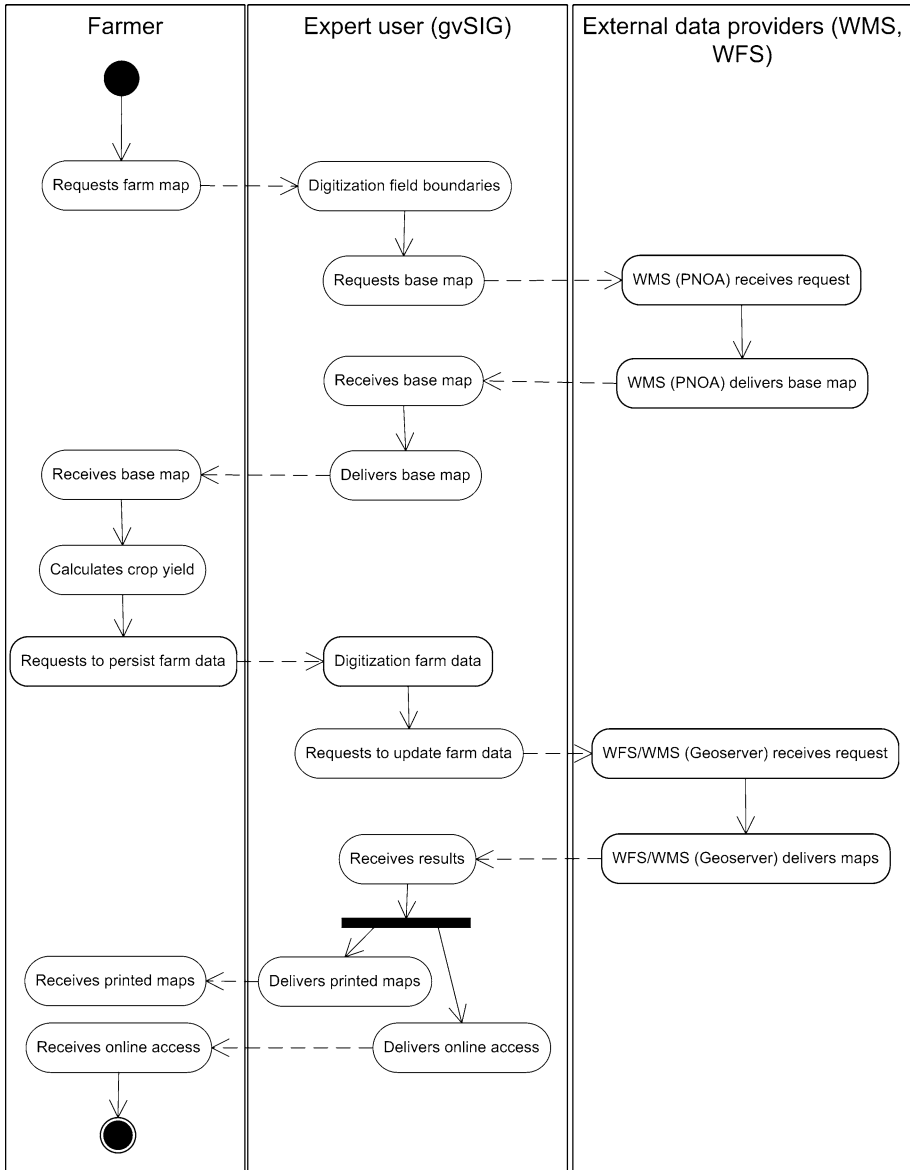 Farmer
Expert user (gvSIG)
External data providers (WMS,
WFS)
Requests farm map
Digitization field boundaries
Requests base map
WMS (PNOA) receives request
Receives base map
WMS (PNOA) delivers base map
Receives base map
Delivers base map
Calculates crop yield
Requests to persist farm data
Digitization farm data
Requests to update farm data
WFS/WMS (Geoserver) receives request
Receives results
WFS/WMS (Geoserver) delivers maps
Receives printed maps
Delivers printed maps
Receives online access
Delivers online access